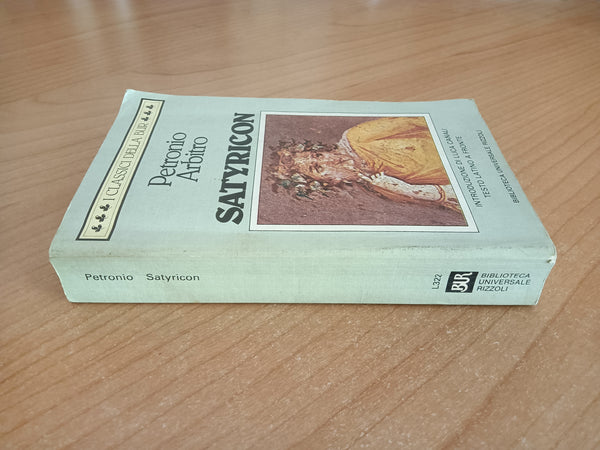 I CLASSICI DELLA BUR
Petronio
Arbitro
SATYRICON
INTRODUZIONE DI LUCA CANALI
TESTO LATINO A FRONTE
BIBLIOTECA UNIVERSALE RIZZOLI
Petronio Satyricon
L322
BUR
BIBLIOTECA
UNIVERSALE
RIZZOLI